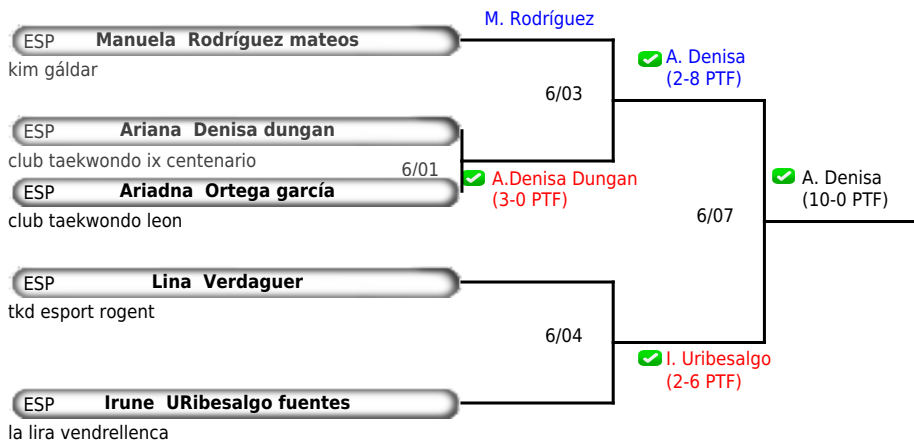 M. Rodríguez
ESP Manuela Rodríguez mateos
kim gáldar
A. Denisa
(2-8 PTF)
6/03
ESP Ariana Denisa dungan
club taekwondo ix centenario
6/01
A.Denisa Dungan
(3-0 PTF)
ESP Ariadna Ortega garcía
club taekwondo leon
A. Denisa
(10-0 PTF)
6/07
ESP Lina Verdaguer
tkd esport rogent
6/04
I. Uribesalgo
(2-6 PTF)
ESP Irune URibesalgo fuentes
la lira vendrellenca